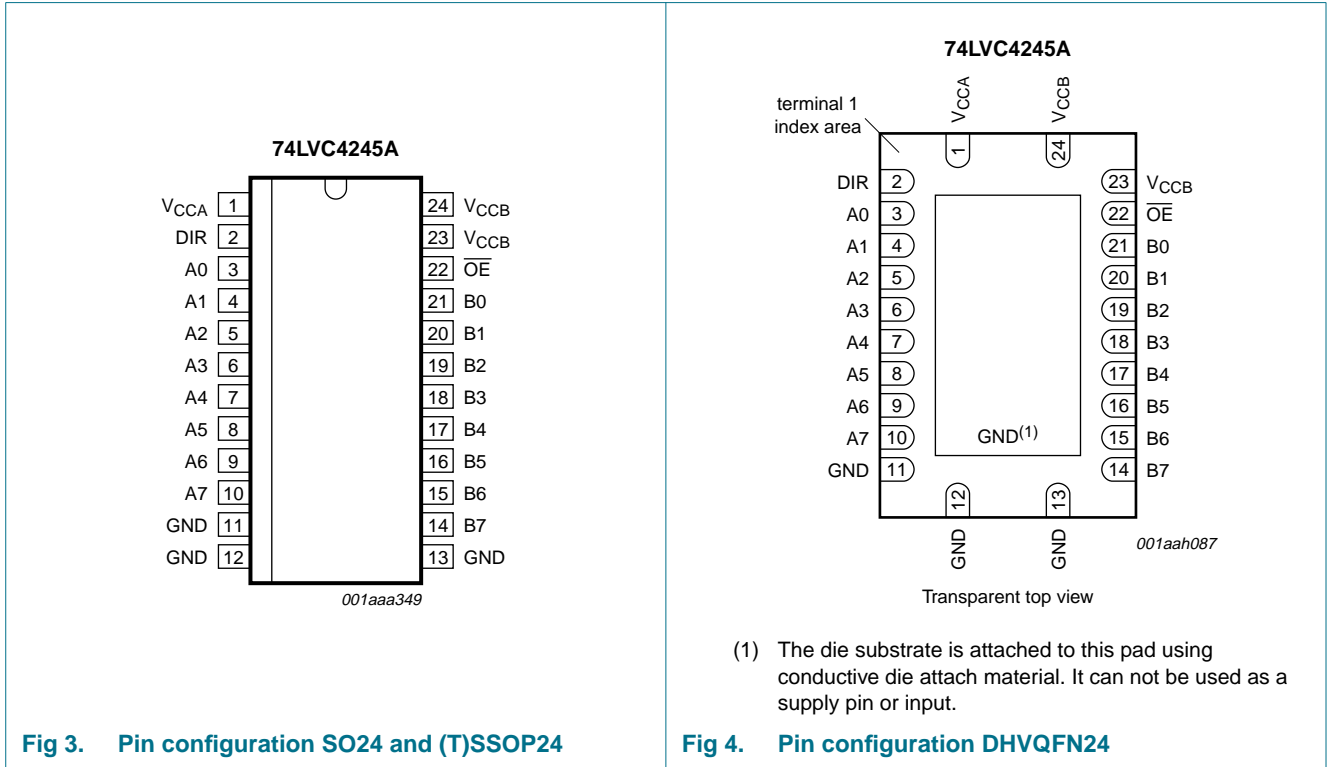 74LVC4245A
VCCA 1 24 VCCB
DIR 2 23 VCCB
A0 3 22 OE
A1 4 21 B0
A2 5 20 B1
A3 6 19 B2
A4 7 18 B3
A5 8 17 B4
A6 9 16 B5
A7 10 15 B6
GND 11 14 B7
GND 12 13 GND
001aaa349
Fig 3. Pin configuration SO24 and (T)SSOP24
74LVC4245A
terminal 1
index area
VCCA VCCB
1 24
DIR 2 23 VCCB
A0 3 22 OE
A1 4 21 B0
A2 5 20 B1
A3 6 19 B2
A4 7 18 B3
A5 8 17 B4
A6 9 16 B5
A7 10 GND(1) 15 B6
GND 11 14 B7
12 13
GND GND
001aah087
Transparent top view
(1) The die substrate is attached to this pad using
conductive die attach material. It can not be used as a
supply pin or input.
Fig 4. Pin configuration DHVQFN24